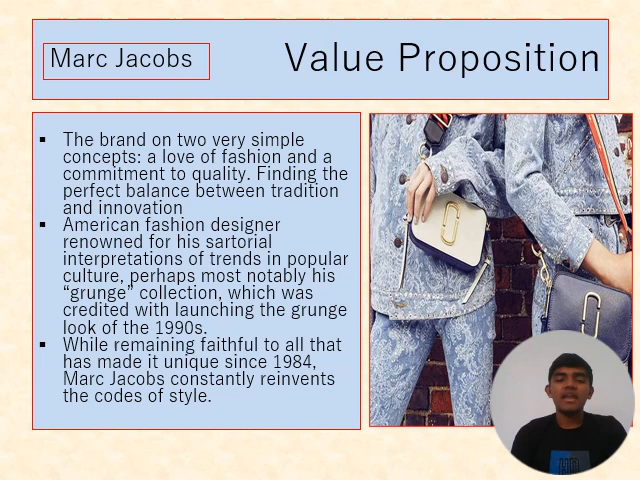 Marc Jacobs
Value Proposition
▪ The brand on two very simple
concepts: a love of fashion and a
commitment to quality. Finding the
perfect balance between tradition
and innovation
▪ American fashion designer
renowned for his sartorial
interpretations of trends in popular
culture, perhaps most notably his
“grunge” collection, which was
credited with launching the grunge
look of the 1990s.
▪ While remaining faithful to all that
has made it unique since 1984,
Marc Jacobs constantly reinvents
the codes of style.